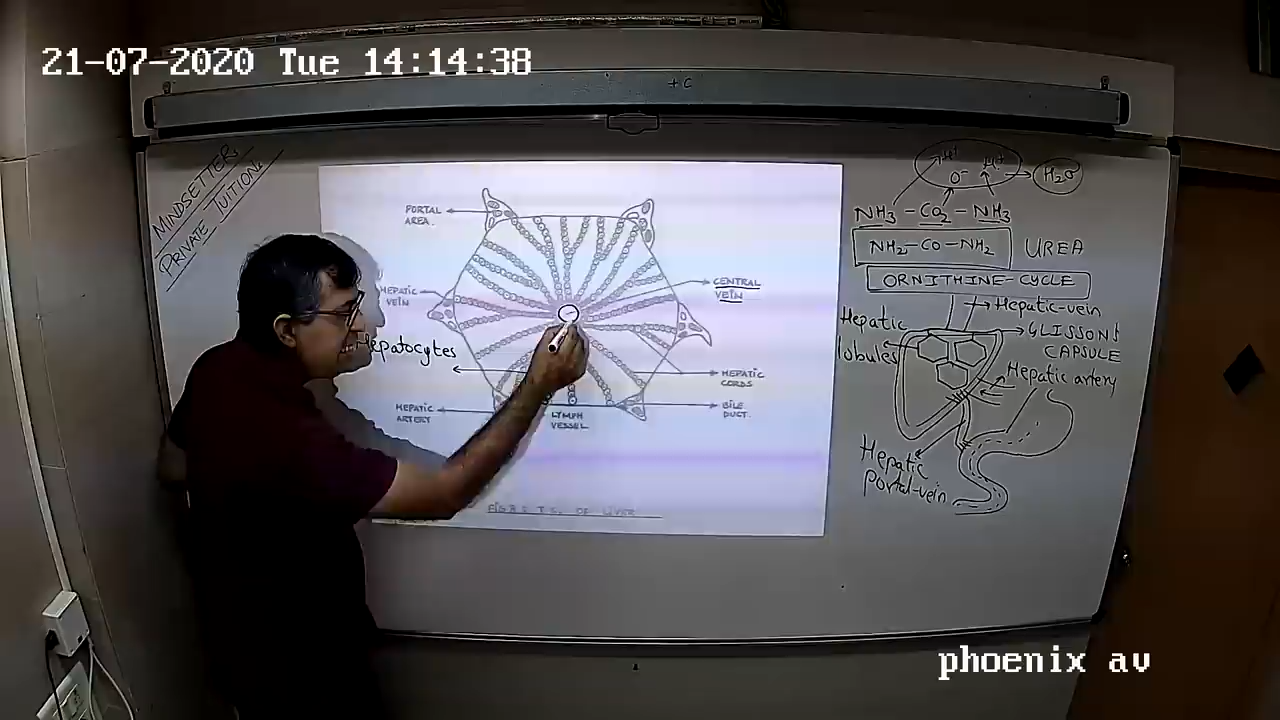 21-07-2020 Tue 14:14:38
+C
MINDSETTER
PRIVATE TUITION
PORTAL
AREA.
HEPATIC
VEIN
Hepatocytes
HEPATIC
ARTERY
LYMPH
VESSEL
CENTRAL
VEIN
HEPATIC
CORDS
BILE
DUCT.
T.S. OF LIVER
H+ H+
O- H2O
NH3 - CO2 - NH3
NH2 - CO - NH2 UREA
ORNITHINE-CYCLE
Hepatic-vein
Hepatic
lobules
GLISSON'S
CAPSULE
Hepatic artery
Hepatic
Portal-vein
phoenix av